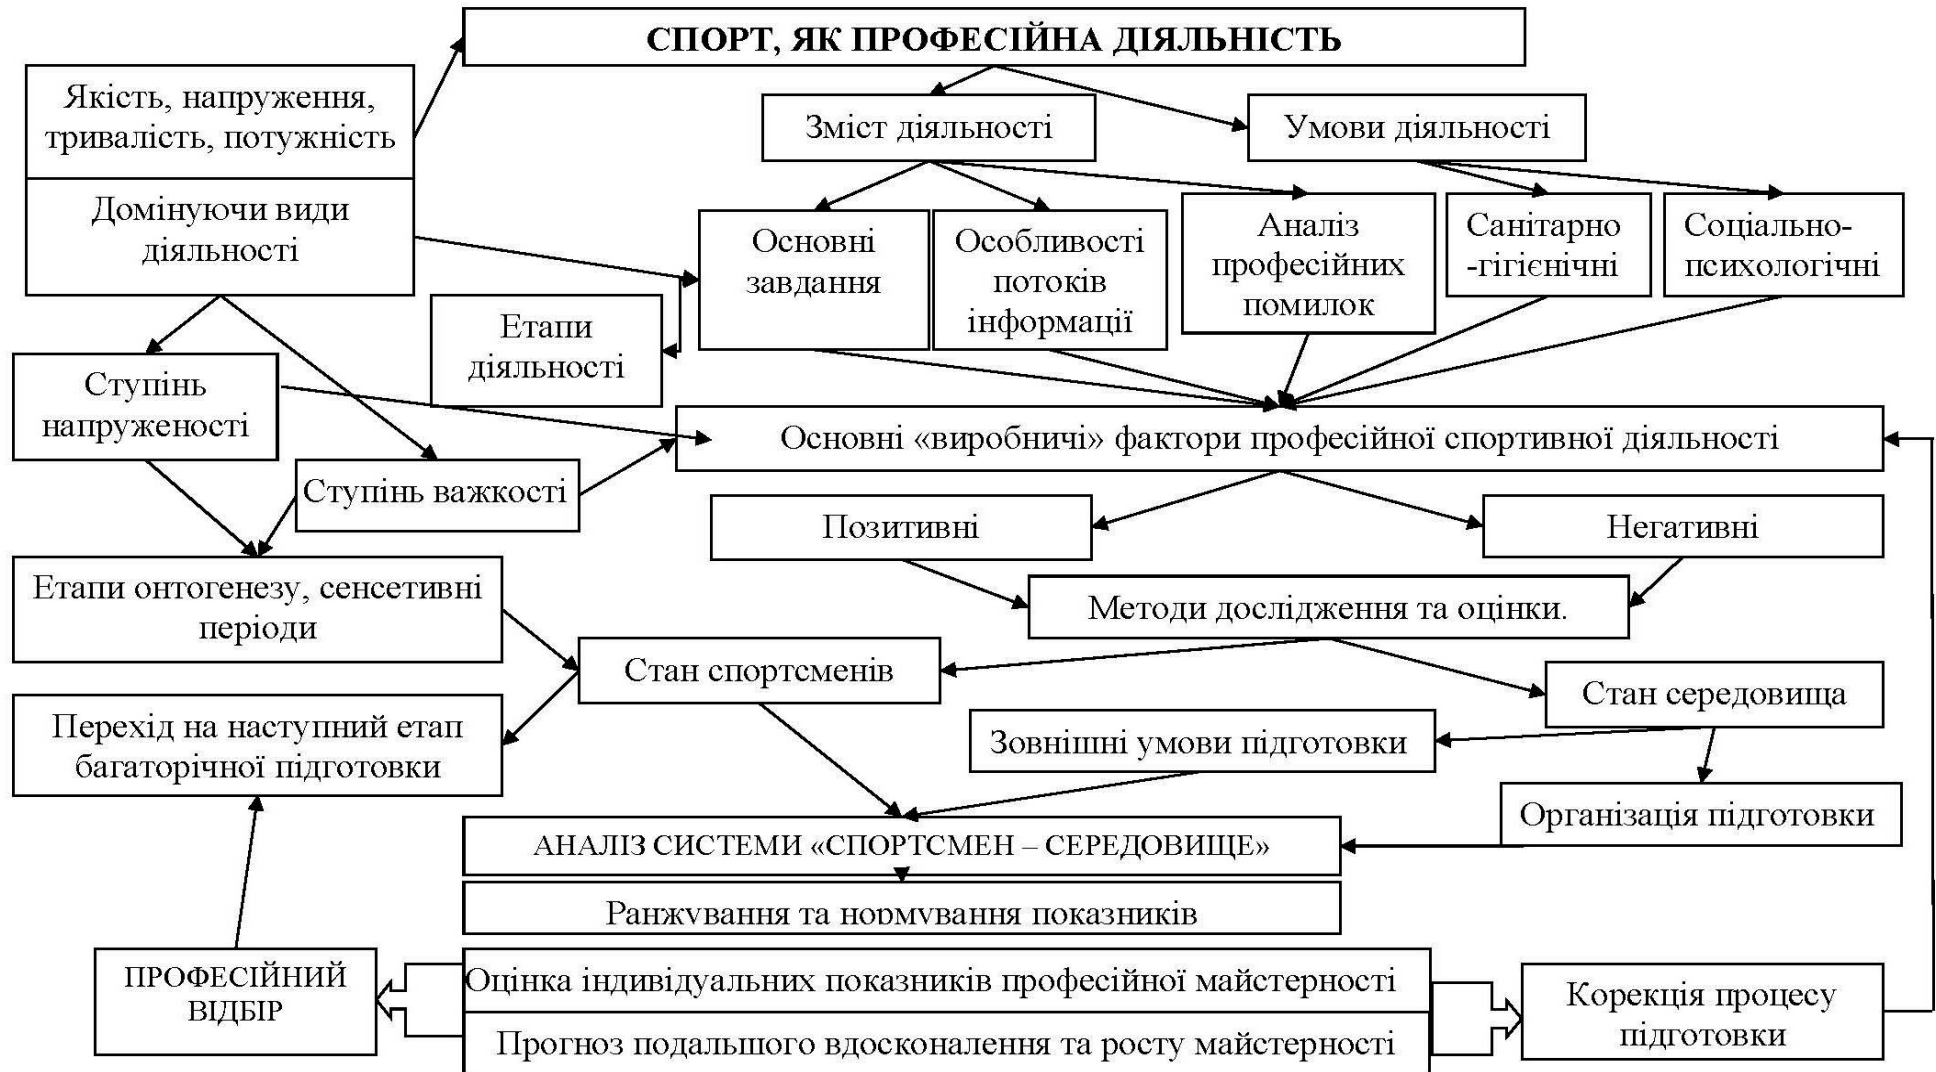 СПОРТ, ЯК ПРОФЕСІЙНА ДІЯЛЬНІСТЬ
Якість, напруження,
тривалість, потужність
Зміст діяльності
Умови діяльності
Домінуючи види
діяльності
Основні
завдання
Особливості
потоків
інформації
Аналіз
професійних
помилок
Санітарно
-гігієнічні
Соціально-
психологічні
Етапи
діяльності
Ступінь
напруженості
Основні «виробничі» фактори професійної спортивної діяльності
Ступінь важкості
Позитивні
Негативні
Етапи онтогенезу, сенсетивні
періоди
Методи дослідження та оцінки.
Стан спортсменів
Стан середовища
Перехід на наступний етап
багаторічної підготовки
Зовнішні умови підготовки
Організація підготовки
АНАЛІЗ СИСТЕМИ «СПОРТСМЕН – СЕРЕДОВИЩЕ»
Ранжування та нормування показників
ПРОФЕСІЙНИЙ
ВІДБІР
Оцінка індивідуальних показників професійної майстерності
Прогноз подальшого вдосконалення та росту майстерності
Корекція процесу
підготовки